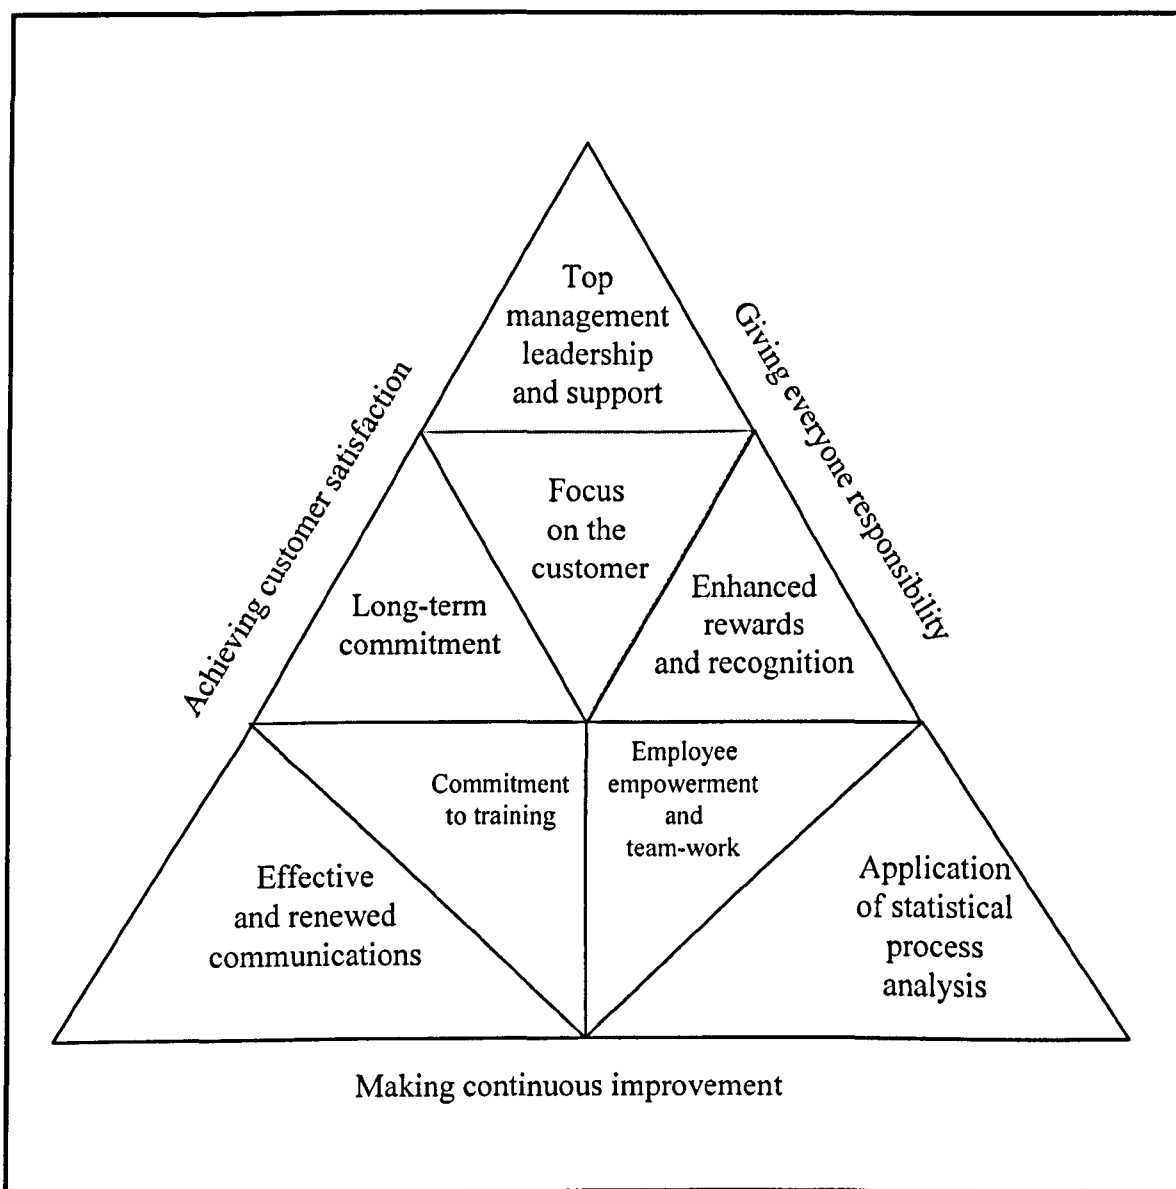 Top
management
leadership
and support
Achieving customer satisfaction
Giving everyone responsibility
Focus
on the
customer
Long-term
commitment
Enhanced
rewards
and recognition
Commitment
to training
Employee
empowerment
and
team-work
Effective
and renewed
communications
Application
of statistical
process
analysis
Making continuous improvement